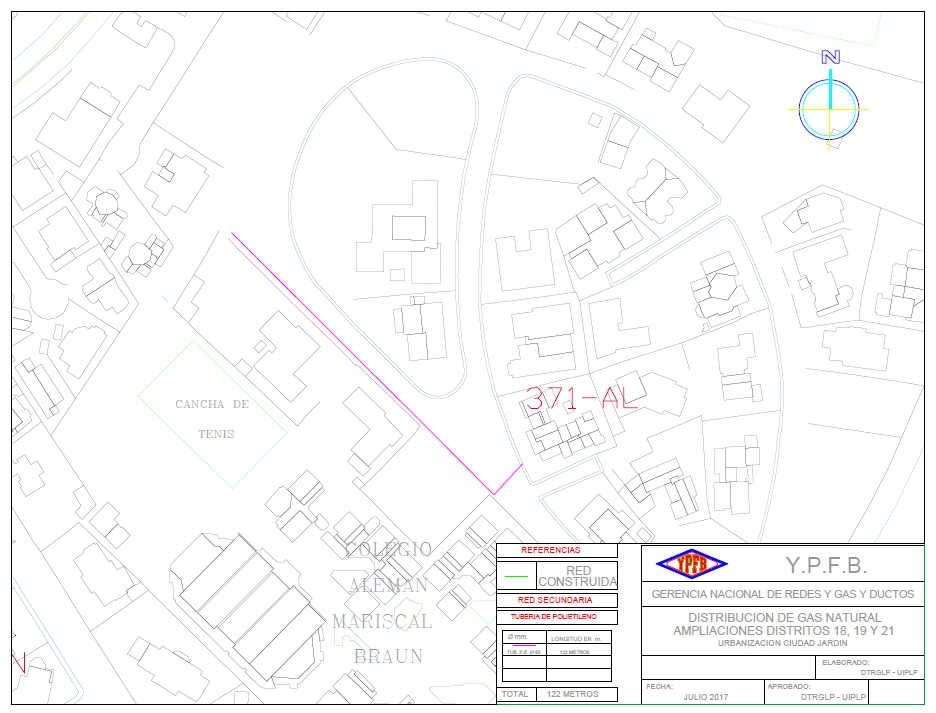 N
371-AL
CANCHA DE
TENIS
COLEGIO
ALEMAN
MARISCAL
BRAUN
REFERENCIAS
RED
CONSTRUIDA
RED SECUNDARIA
TUBERIA DE POLIETILENO
Ø mm.
LONGITUD EN m.
TUB. P.E. Ø 63
122 METROS
TOTAL
122 METROS
YPFB
Y.P.F.B.
GERENCIA NACIONAL DE REDES Y GAS Y DUCTOS
DISTRIBUCION DE GAS NATURAL
AMPLIACIONES DISTRITOS 18, 19 Y 21
URBANIZACION CIUDAD JARDIN
ELABORADO:
DTRGLP - UIPLP
FECHA:
JULIO 2017
APROBADO:
DTRGLP - UIPLP